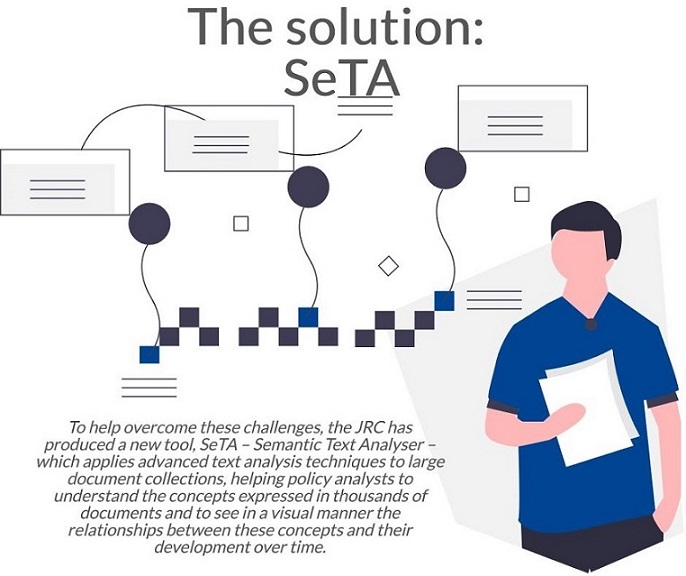 The solution:
SeTA
To help overcome these challenges, the JRC has
produced a new tool, SeTA – Semantic Text Analyser –
which applies advanced text analysis techniques to large
document collections, helping policy analysts to
understand the concepts expressed in thousands of
documents and to see in a visual manner the
relationships between these concepts and their
development over time.